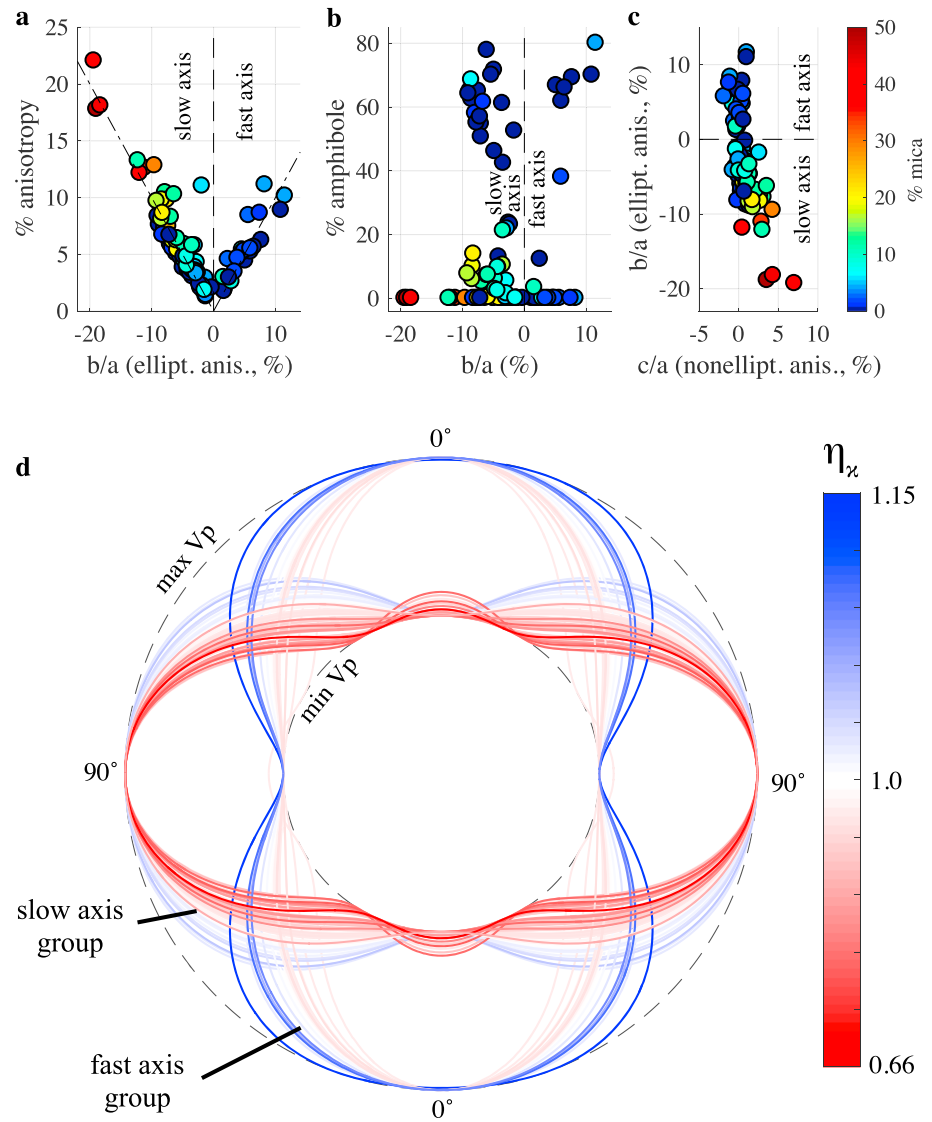 a
25
20
15
10
5
0
% anisotropy
slow axis
fast axis
-20
-10
0
10
b/a (ellipt. anis., %)
b
80
60
40
20
0
% amphibole
slow
axis
fast axis
-20
-10
0
10
b/a (%)
c
10
0
-10
-20
b/a (ellipt. anis., %)
fast axis
slow axis
-5
0
5
10
c/a (nonellipt. anis., %)
50
40
30
20
10
0
% mica
d
0°
max Vp
min Vp
90°
90°
slow axis
group
fast axis
group
0°
ηϰ
1.15
1.0
0.66